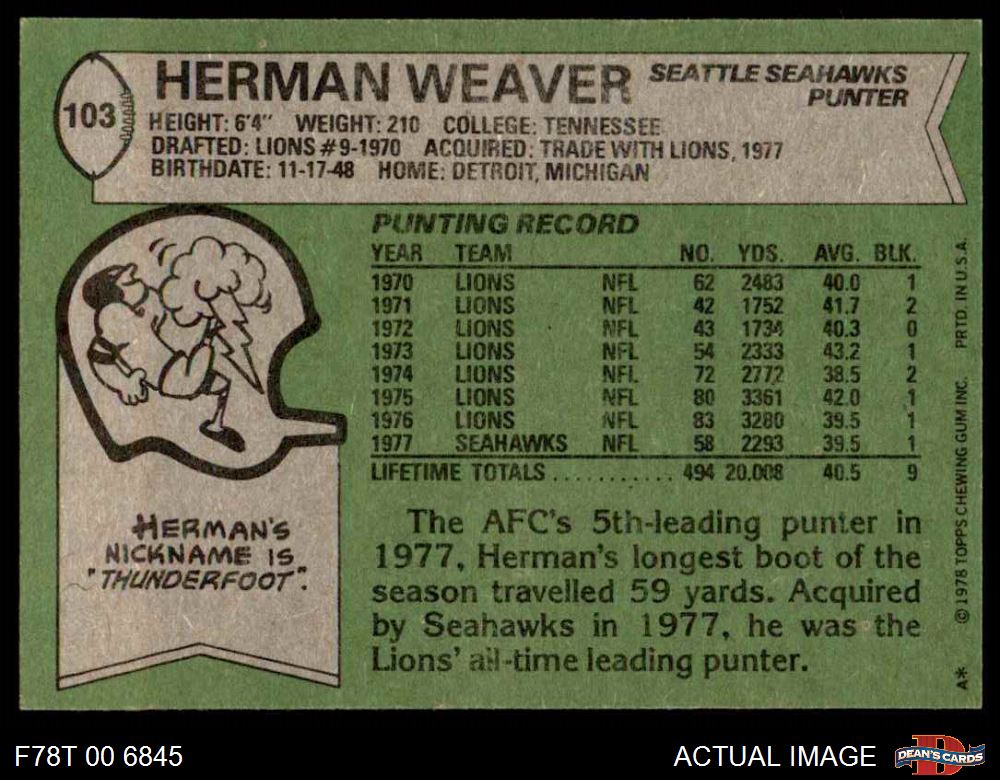 103
HERMAN WEAVER
SEATTLE SEAHAWKS
PUNTER
HEIGHT: 6'4" WEIGHT: 210 COLLEGE: TENNESSEE
DRAFTED: LIONS #9-1970 ACQUIRED: TRADE WITH LIONS, 1977
BIRTHDATE: 11-17-48 HOME: DETROIT, MICHIGAN
PUNTING RECORD
YEAR TEAM NO. YDS. AVG. BLK.
1970 LIONS NFL 62 2483 40.0 1
1971 LIONS NFL 42 1752 41.7 2
1972 LIONS NFL 43 1734 40.3 0
1973 LIONS NFL 54 2333 43.2 1
1974 LIONS NFL 72 2772 38.5 2
1975 LIONS NFL 80 3361 42.0 1
1976 LIONS NFL 83 3280 39.5 1
1977 SEAHAWKS NFL 58 2293 39.5 1
LIFETIME TOTALS ........... 494 20.008 40.5 9
HERMAN'S
NICKNAME IS
"THUNDERFOOT".
The AFC's 5th-leading punter in
1977, Herman's longest boot of the
season travelled 59 yards. Acquired
by Seahawks in 1977, he was the
Lions' all-time leading punter.
A* © 1978 TOPPS CHEWING GUM INC. PRTD. IN U.S.A.
F78T 00 6845
ACTUAL IMAGE
D
DEAN'S CARDS